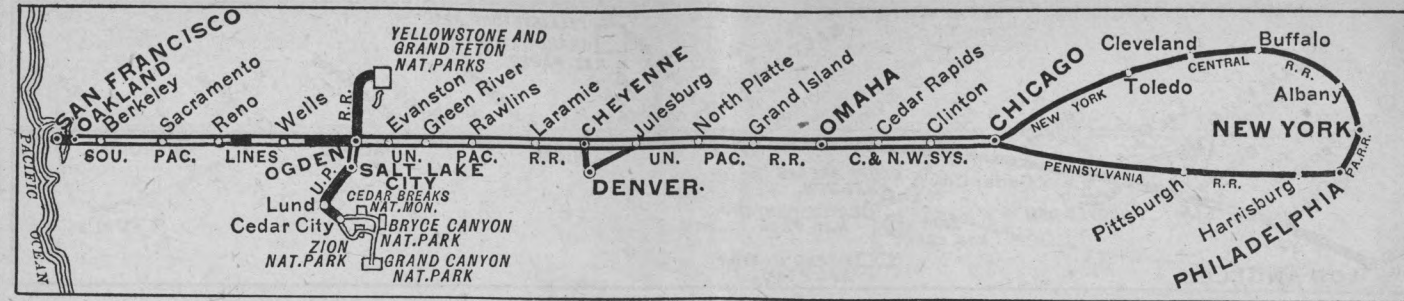 PACIFIC
OCEAN
SAN FRANCISCO
OAKLAND
Berkeley
Sacramento
Reno
Wells
SOU. PAC. LINES
OGDEN
R.R.
YELLOWSTONE AND
GRAND TETON
NAT. PARKS
U.P.
SALT LAKE
CITY
Lund
Cedar City
CEDAR BREAKS
NAT. MON.
BRYCE CANYON
NAT. PARK
ZION
NAT. PARK
GRAND CANYON
NAT. PARK
Evanston
Green River
Rawlins
Laramie
UN. PAC. R.R.
CHEYENNE
DENVER.
Julesburg
North Platte
Grand Island
UN. PAC. R.R.
OMAHA
Cedar Rapids
Clinton
C. & N.W. SYS.
CHICAGO
NEW YORK CENTRAL R. R.
Toledo
Cleveland
Buffalo
Albany
NEW YORK
PA. R.R.
PENNSYLVANIA R.R.
Pittsburgh
Harrisburg
PHILADELPHIA